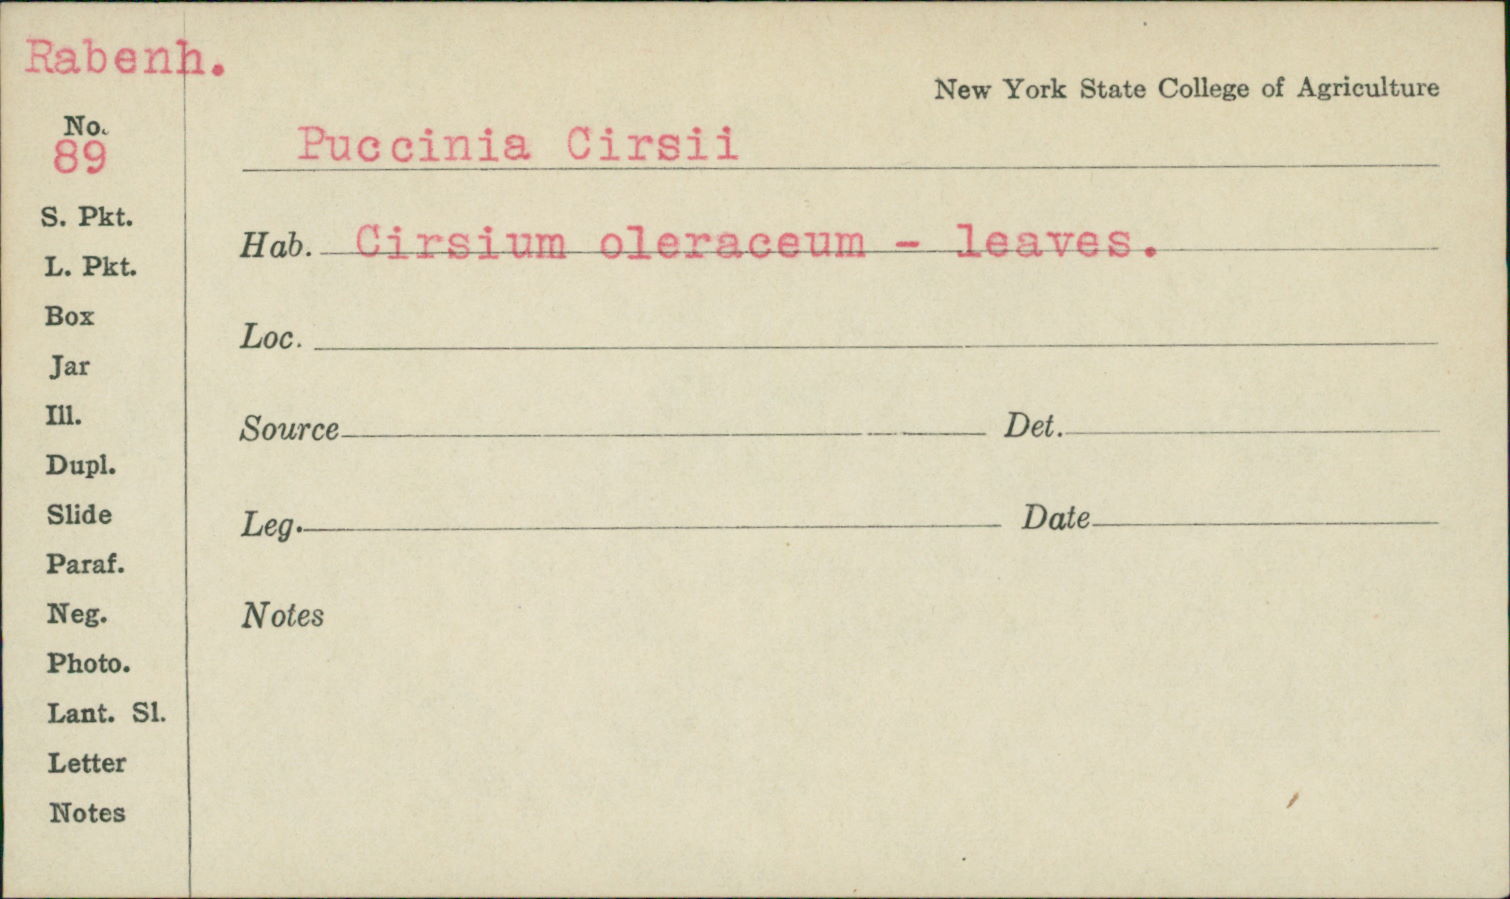 Rabenh.
New York State College of Agriculture
No.
89
Puccinia Cirsii
S. Pkt.
Hab. Cirsium oleraceum - leaves.
L. Pkt.
Box
Loc.
Jar
Ill.
Source Det.
Dupl.
Slide
Leg. Date
Paraf.
Neg.
Notes
Photo.
Lant. Sl.
Letter
Notes